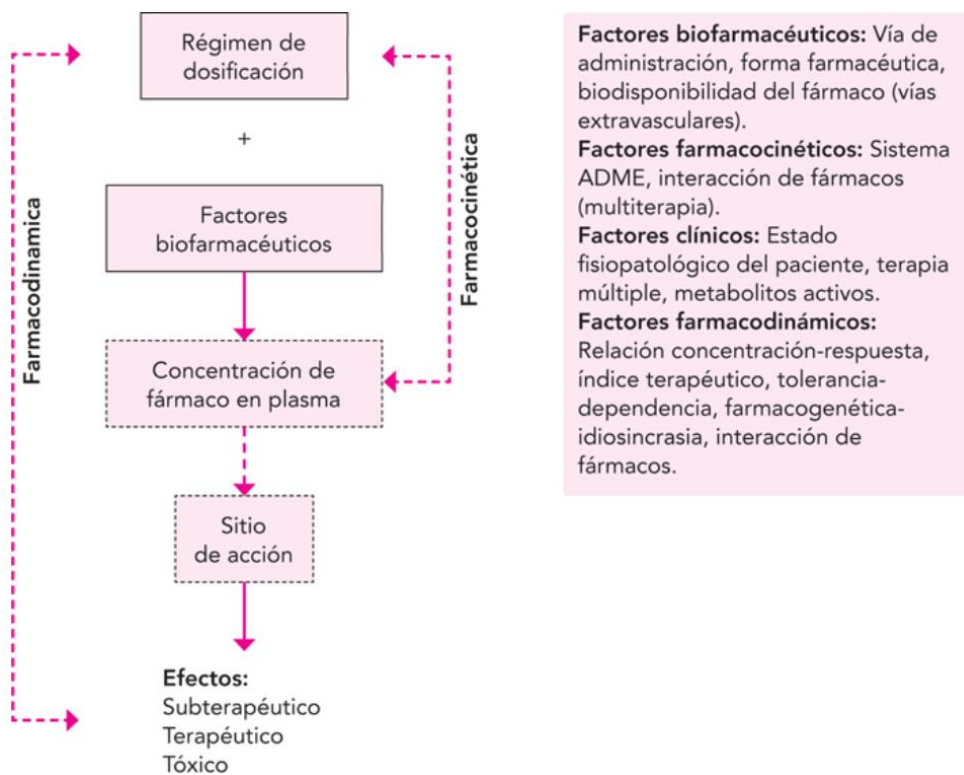 Régimen de
dosificación
+
Factores
biofarmacéuticos
Farmacodinamica
Farmacocinética
Concentración de
fármaco en plasma
Sitio
de acción
Efectos:
Subterapéutico
Terapéutico
Tóxico
Factores biofarmacéuticos: Vía de
administración, forma farmacéutica,
biodisponibilidad del fármaco (vías
extravasculares).
Factores farmacocinéticos: Sistema
ADME, interacción de fármacos
(multiterapia).
Factores clínicos: Estado
fisiopatológico del paciente, terapia
múltiple, metabolitos activos.
Factores farmacodinámicos:
Relación concentración-respuesta,
índice terapéutico, tolerancia-
dependencia, farmacogenética-
idiosincrasia, interacción de
fármacos.